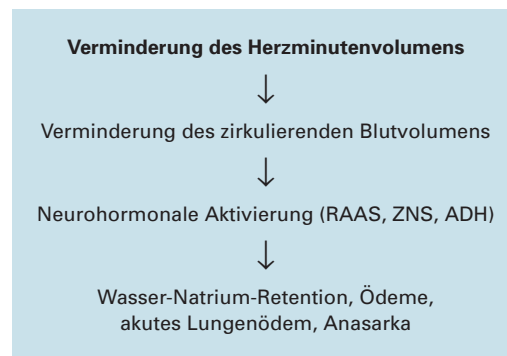 Verminderung des Herzminutenvolumens
↓
Verminderung des zirkulierenden Blutvolumens
↓
Neurohormonale Aktivierung (RAAS, ZNS, ADH)
↓
Wasser-Natrium-Retention, Ödeme,
akutes Lungenödem, Anasarka